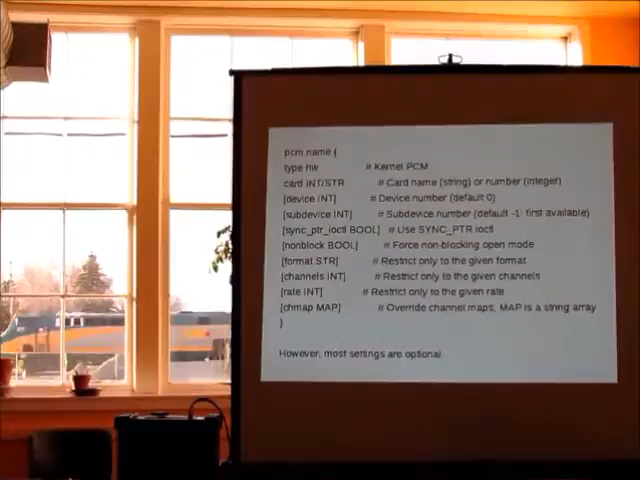 pcm name {
type hw # Kernel PCM
card INT/STR # Card name (string) or number (integer)
[device INT] # Device number (default 0)
[subdevice INT] # Subdevice number (default -1: first available)
[sync_ptr_ioctl BOOL] # Use SYNC_PTR ioctl
[nonblock BOOL] # Force non-blocking open mode
[format STR] # Restrict only to the given format
[channels INT] # Restrict only to the given channels
[rate INT] # Restrict only to the given rate
[chmap MAP] # Override channel maps, MAP is a string array
}
However, most settings are optional